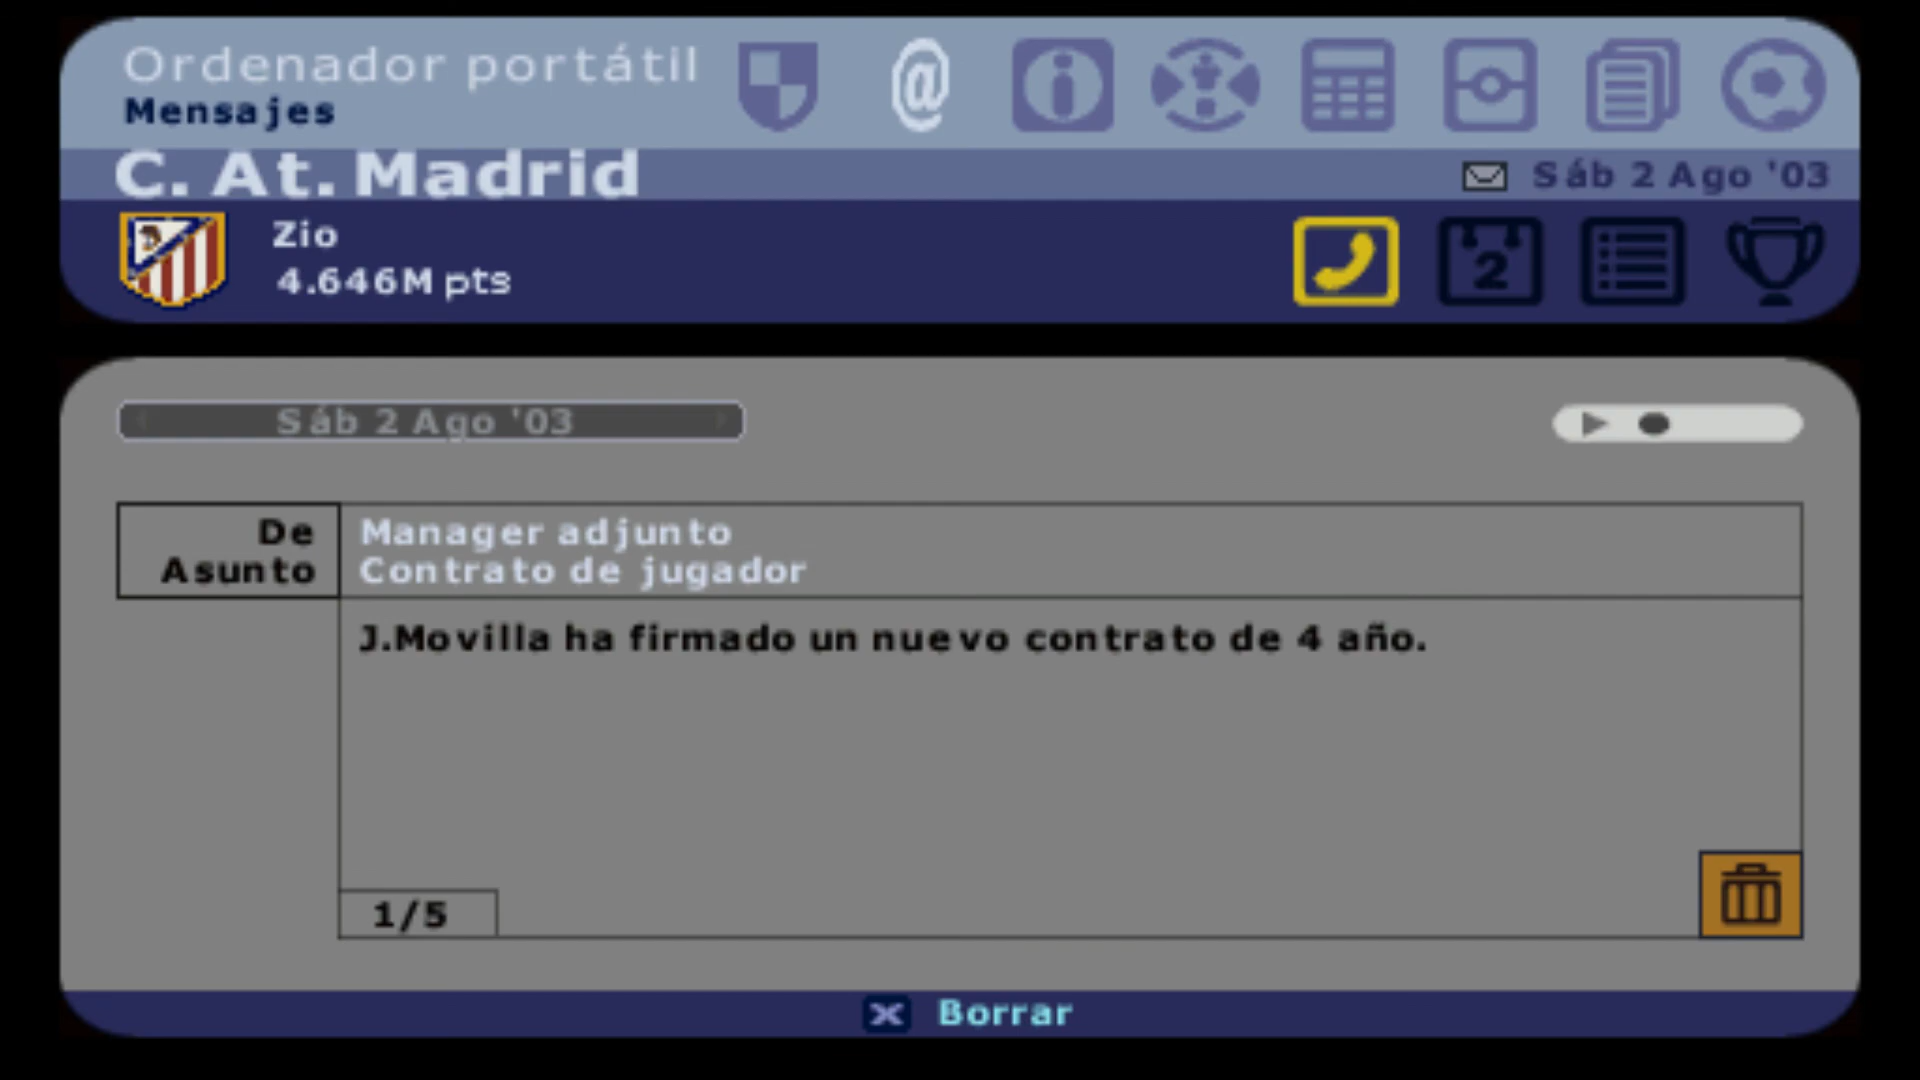 Ordenador portátil
Mensajes
C. At. Madrid
Sáb 2 Ago '03
Zio
4.646M pts
2
Sáb 2 Ago '03
De
Manager adjunto
Asunto
Contrato de jugador
J.Movilla ha firmado un nuevo contrato de 4 año.
1/5
Borrar